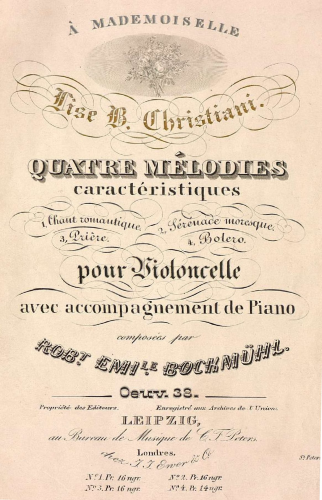 À MADEMOISELLE
Lise B. Christiani.
QUATRE MÉLODIES
caractéristiques
1, Chant romantique. 2, Sérénade moresque.
3, Prière. 4, Bolero.
pour Violoncelle
avec accompagnement de Piano
composées par
ROBT. EMILE BOCKMÜHL.
Oeuv. 38.
Propriété des Editeurs. Enregistré aux Archives de l'Union.
LEIPZIG,
au Bureau de Musique de C. F. Peters.
Londres,
chez J. J. Ewer & Co.
No. 1. Pr. 16 ngr. No. 2. Pr. 16 ngr.
No. 3. Pr. 16 ngr. No. 4. Pr. 14 ngr.